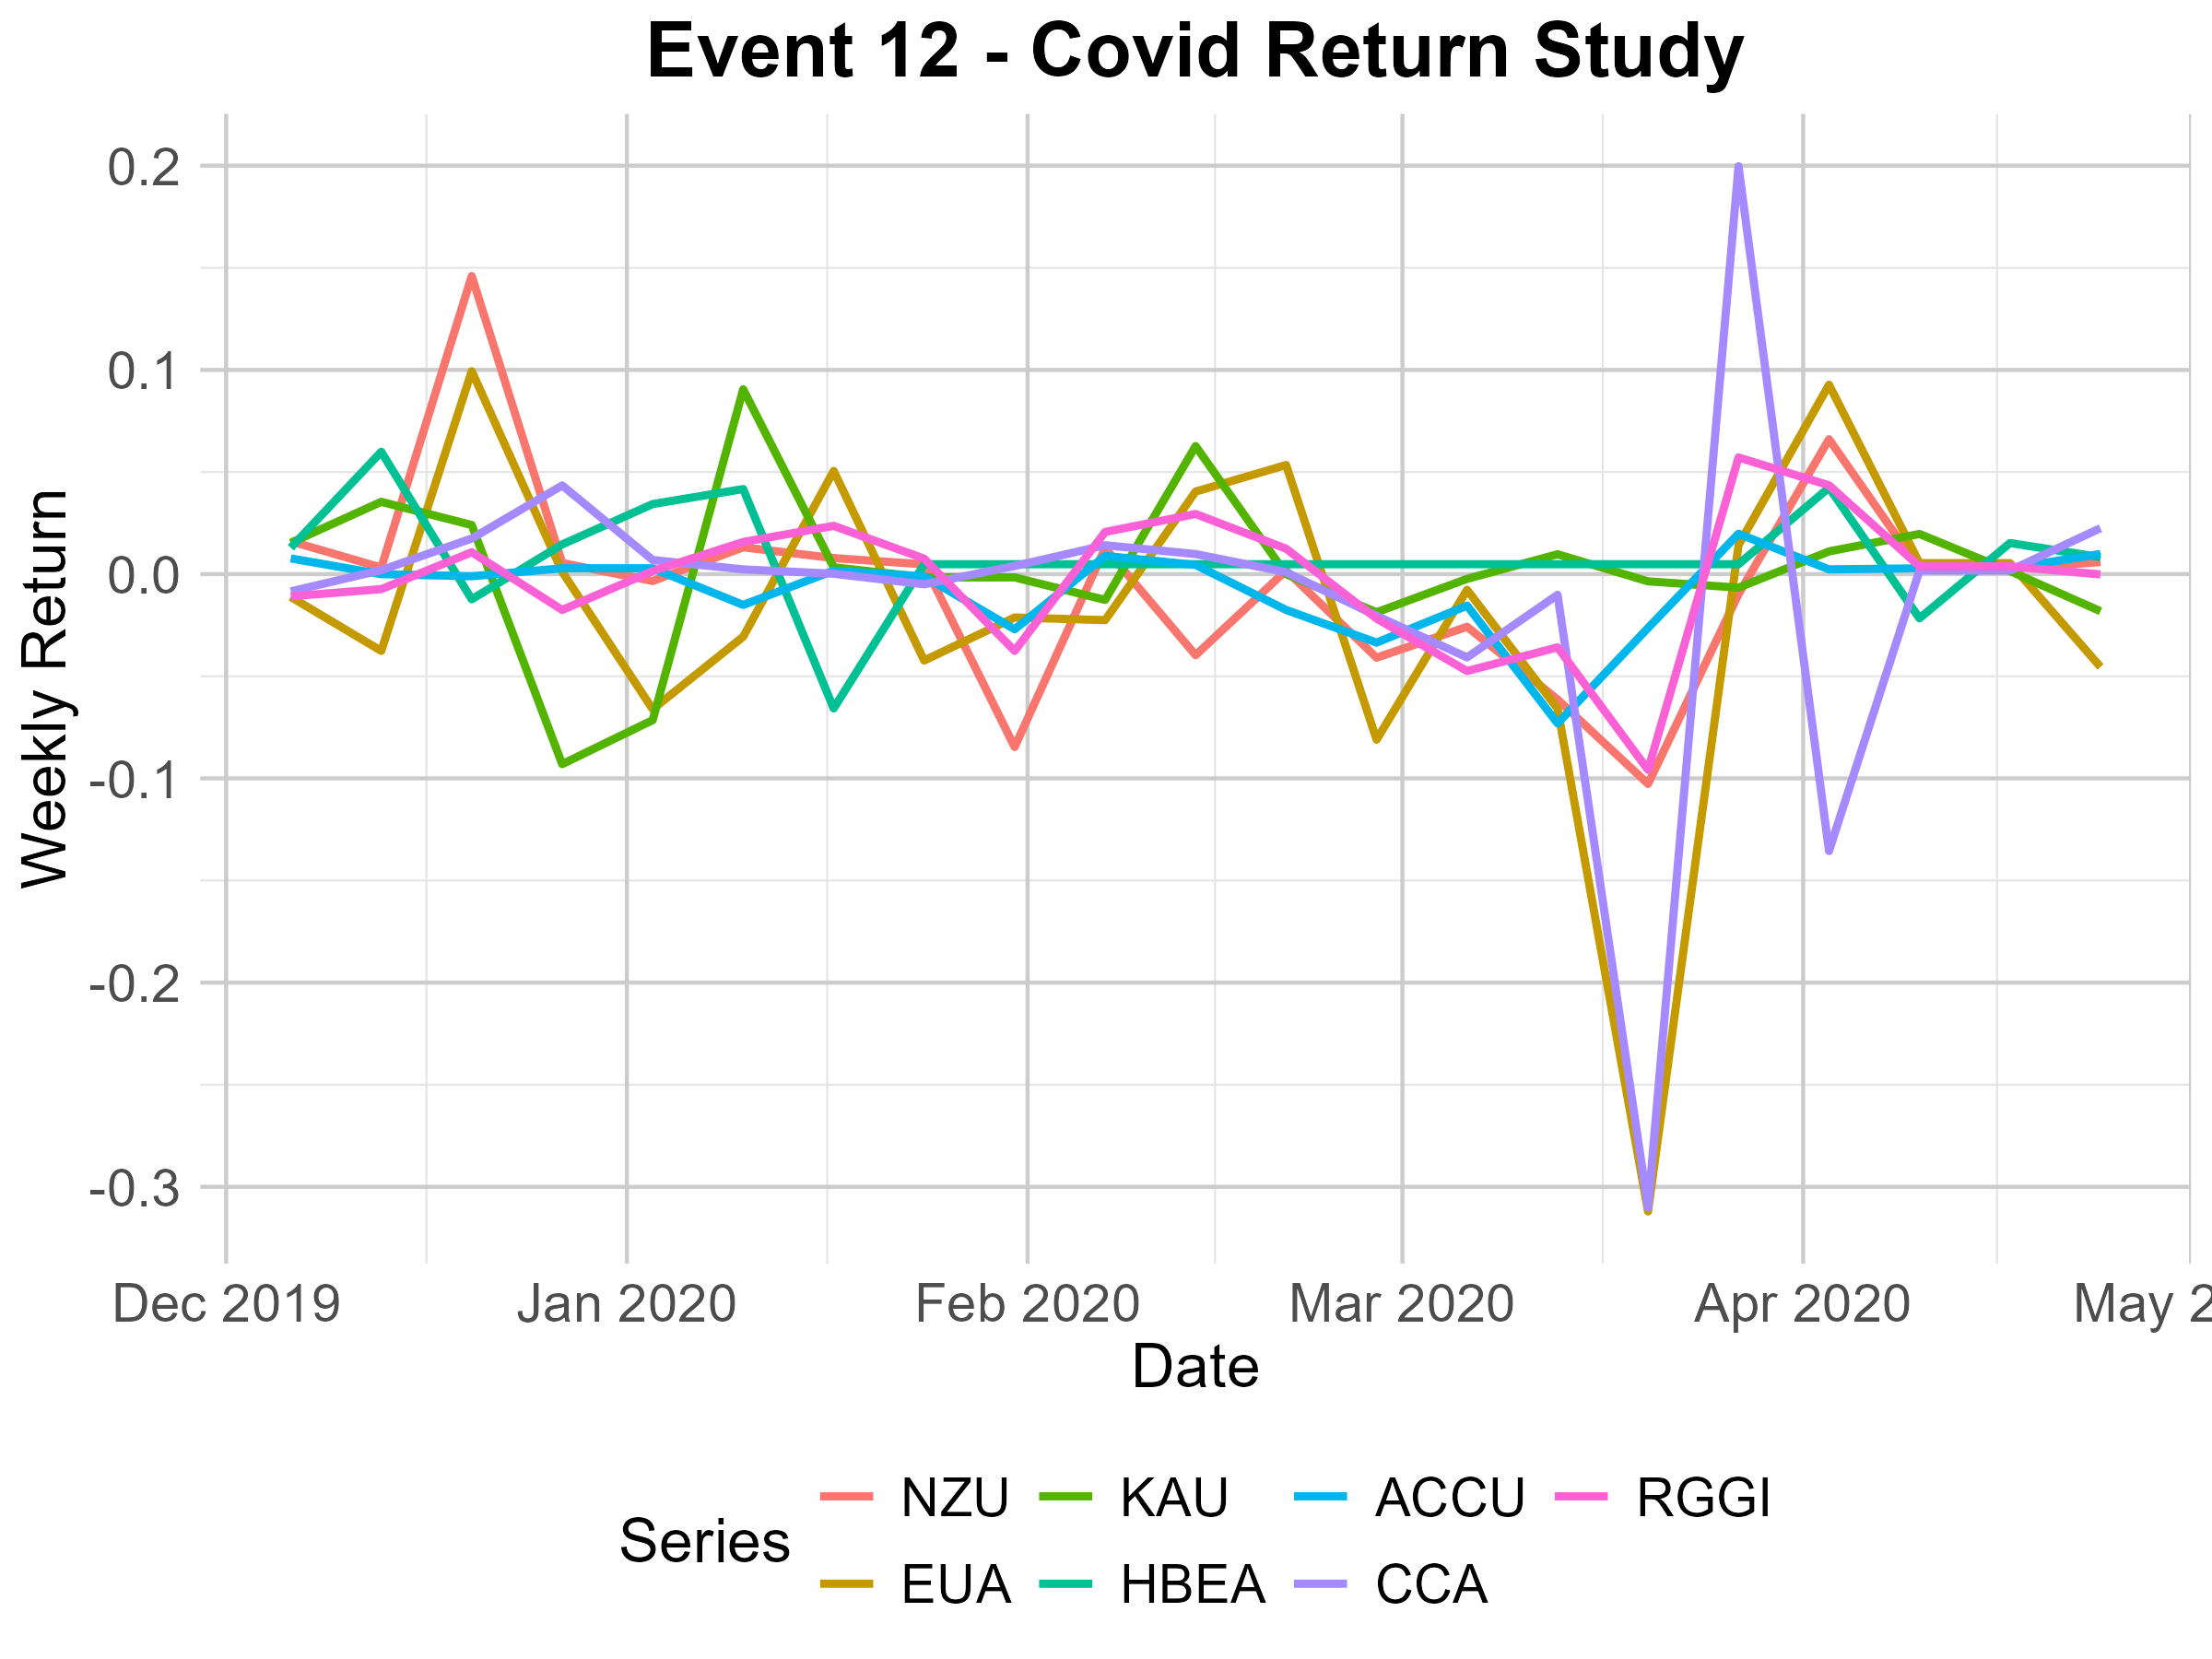 Event 12 - Covid Return Study
Weekly Return
0.2
0.1
0.0
-0.1
-0.2
-0.3
Dec 2019 Jan 2020 Feb 2020 Mar 2020 Apr 2020 May 2
Date
Series
NZU KAU ACCU RGGI
EUA HBEA CCA